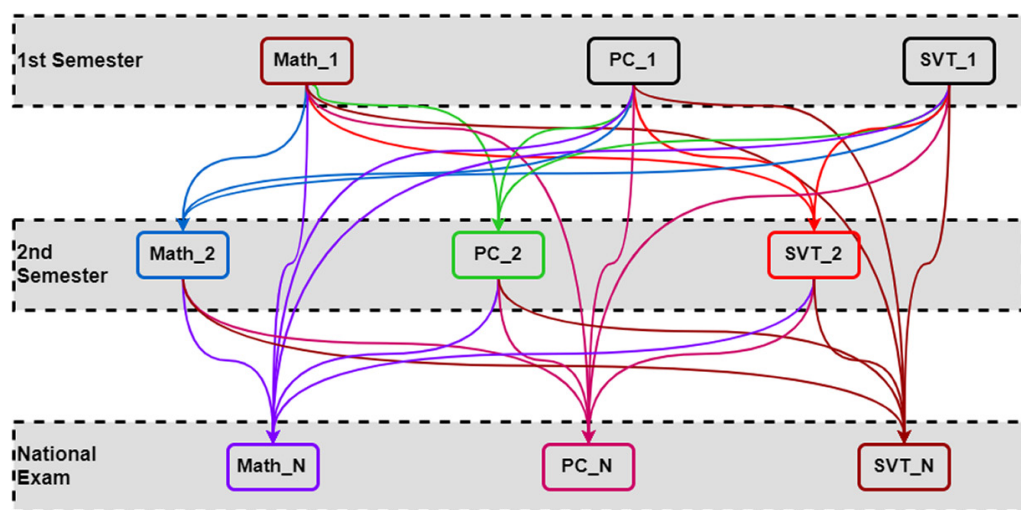 1st Semester
Math_1
PC_1
SVT_1
2nd
Semester
Math_2
PC_2
SVT_2
National
Exam
Math_N
PC_N
SVT_N